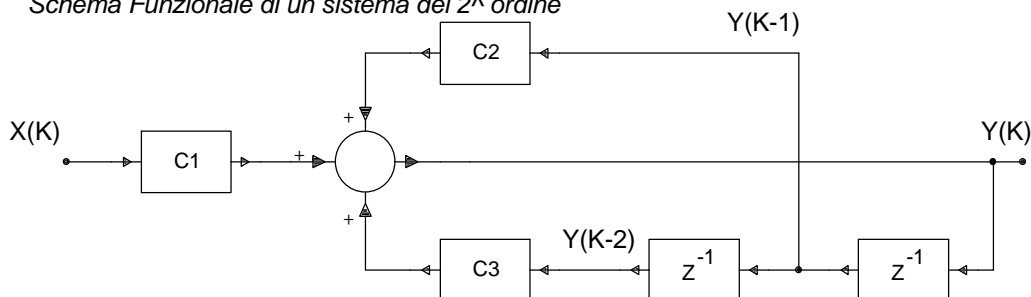 Schema Funzionale di un sistema del 2^ ordine
Y(K-1)
C2
+
X(K)
C1
+
Y(K)
+
Y(K-2)
C3
Z-1
Z-1